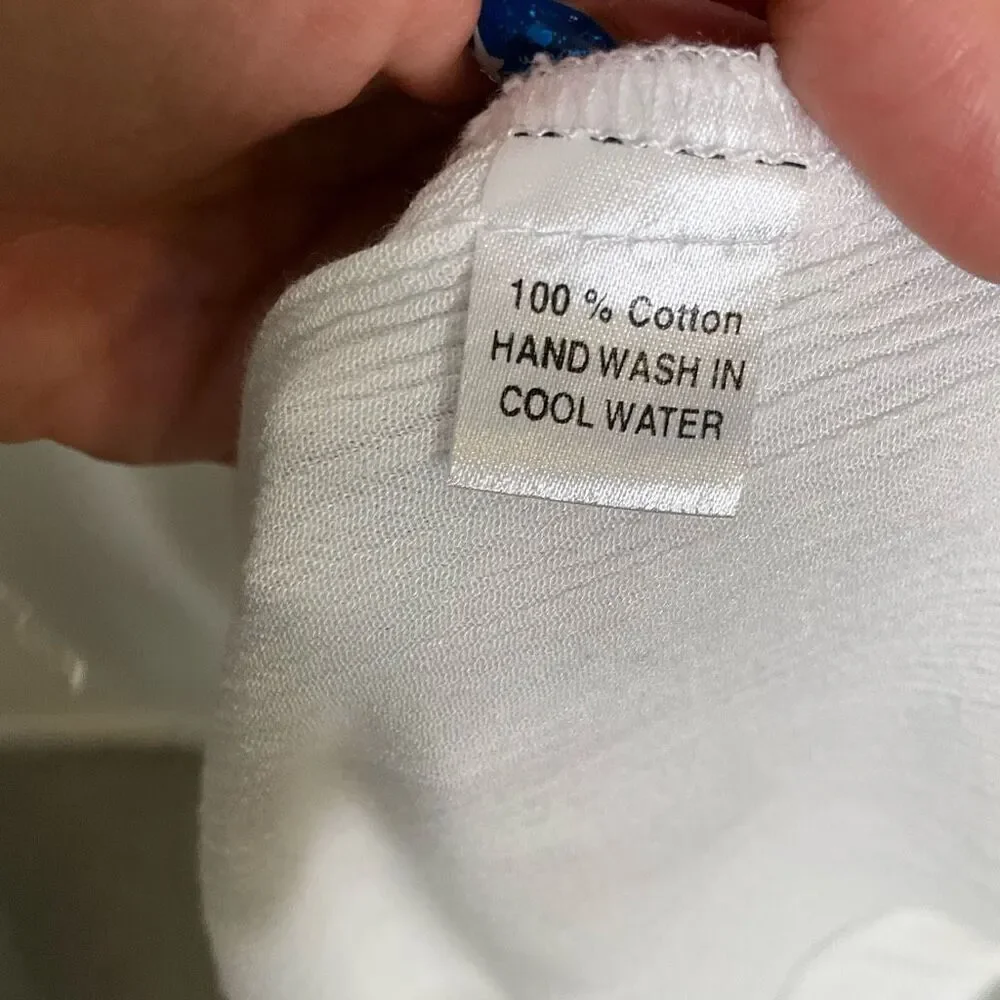 100 % Cotton
HAND WASH IN
COOL WATER